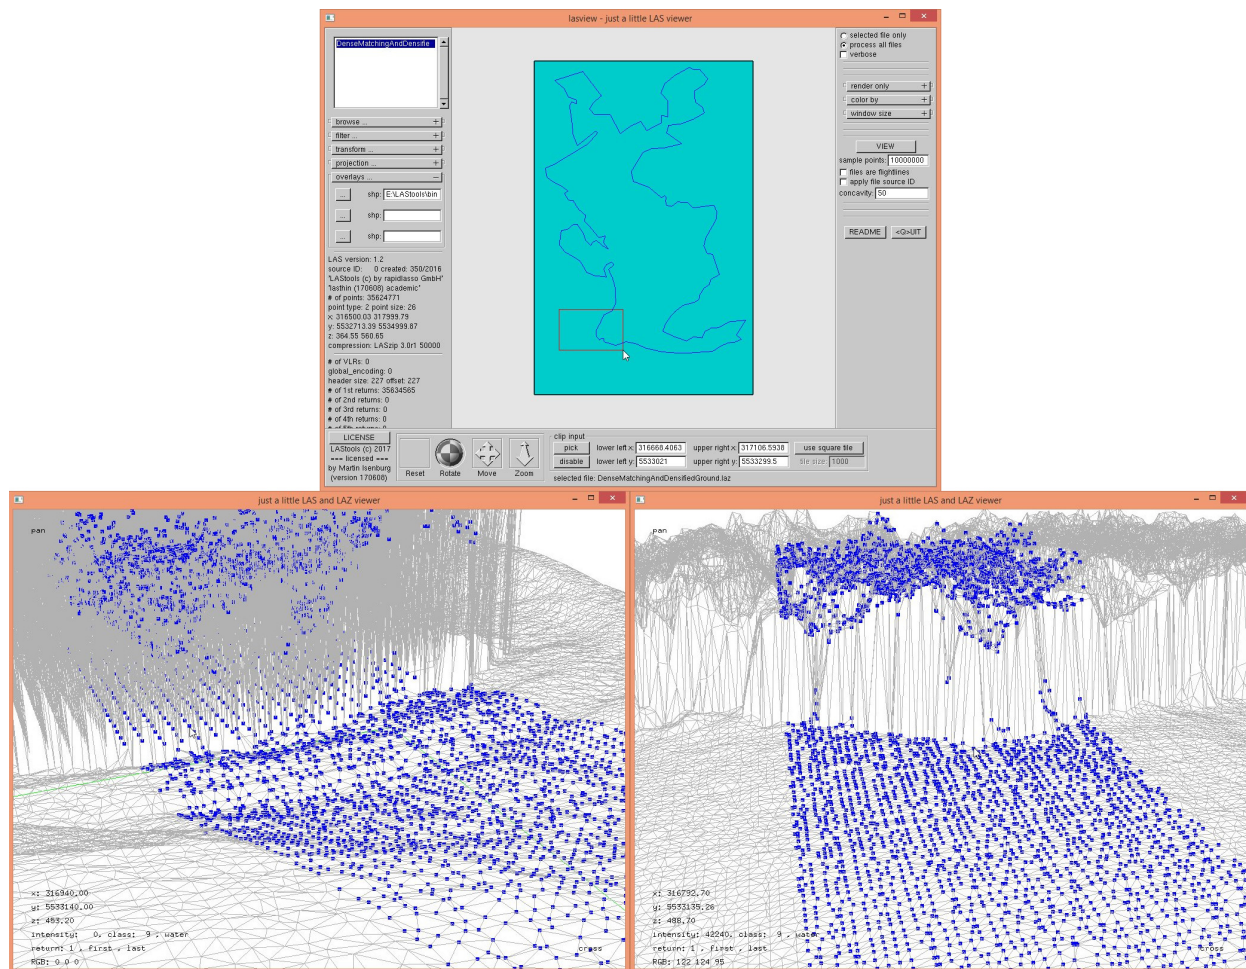 lasview - just a little LAS viewer
DenseMatchingAndDensifie
browse ...
filter ...
transform ...
projection ...
overlays ...
... shp: E:\LAStools\bin
... shp:
... shp:
LAS version: 1.2
source ID: 0 created: 350/2016
'LAStools (c) by rapidlasso GmbH'
'lasthin (170608) academic'
# of points: 35624771
point type: 2 point size: 26
x: 316500.03 317999.79
y: 5532713.39 5534999.87
z: 364.55 560.65
compression: LASzip 3.0r1 50000
# of VLRs: 0
global_encoding: 0
header size: 227 offset: 227
# of 1st returns: 35634565
# of 2nd returns: 0
# of 3rd returns: 0
# of 4th returns: 0
# of 5th returns: 0
selected file only
process all files
verbose
render only
color by
window size
VIEW
sample points: 10000000
files are flightlines
apply file source ID
concavity: 50
README <Q>UIT
LICENSE
LAStools (c) 2017
=== licensed ===
by Martin Isenburg
(version 170608)
Reset Rotate Move Zoom
clip input
pick lower left x: 316668.4063 upper right x: 317106.5938 use square tile
disable lower left y: 5533021 upper right y: 5533299.5 tile size: 1000
selected file: DenseMatchingAndDensifiedGround.laz
just a little LAS and LAZ viewer
pan
x: 316940.00
y: 5533140.00
z: 483.20
intensity: 0, class: 9 , water
return: 1 , first , last
cross
RGB: 0 0 0
just a little LAS and LAZ viewer
pan
x: 316792.70
y: 5533135.26
z: 488.70
intensity: 42240, class: 9 , water
return: 1 , first , last
cross
RGB: 122 124 95